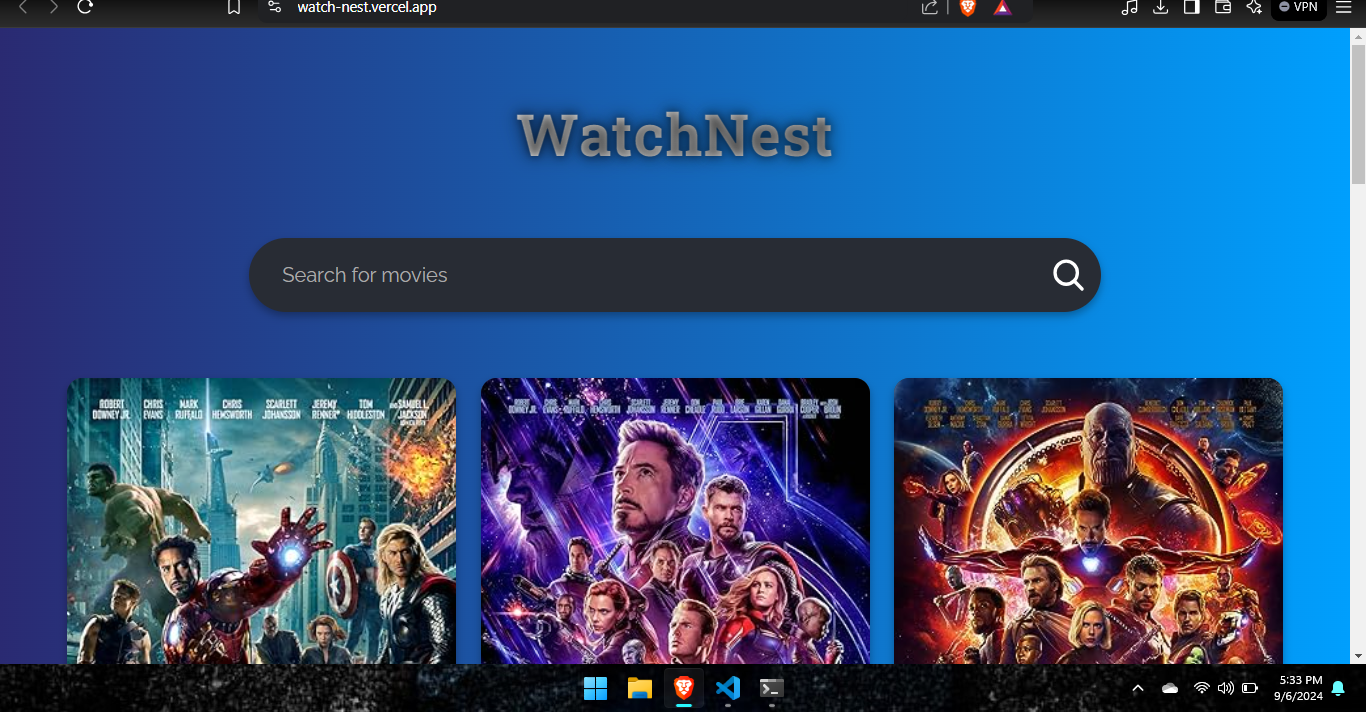 watch-nest.vercel.app
VPN
WatchNest
Search for movies
ROBERT DOWNEY JR. CHRIS EVANS MARK RUFFALO CHRIS HEMSWORTH SCARLETT JOHANSSON JEREMY RENNER TOM HIDDLESTON AND SAMUEL L. JACKSON
5:33 PM
9/6/2024